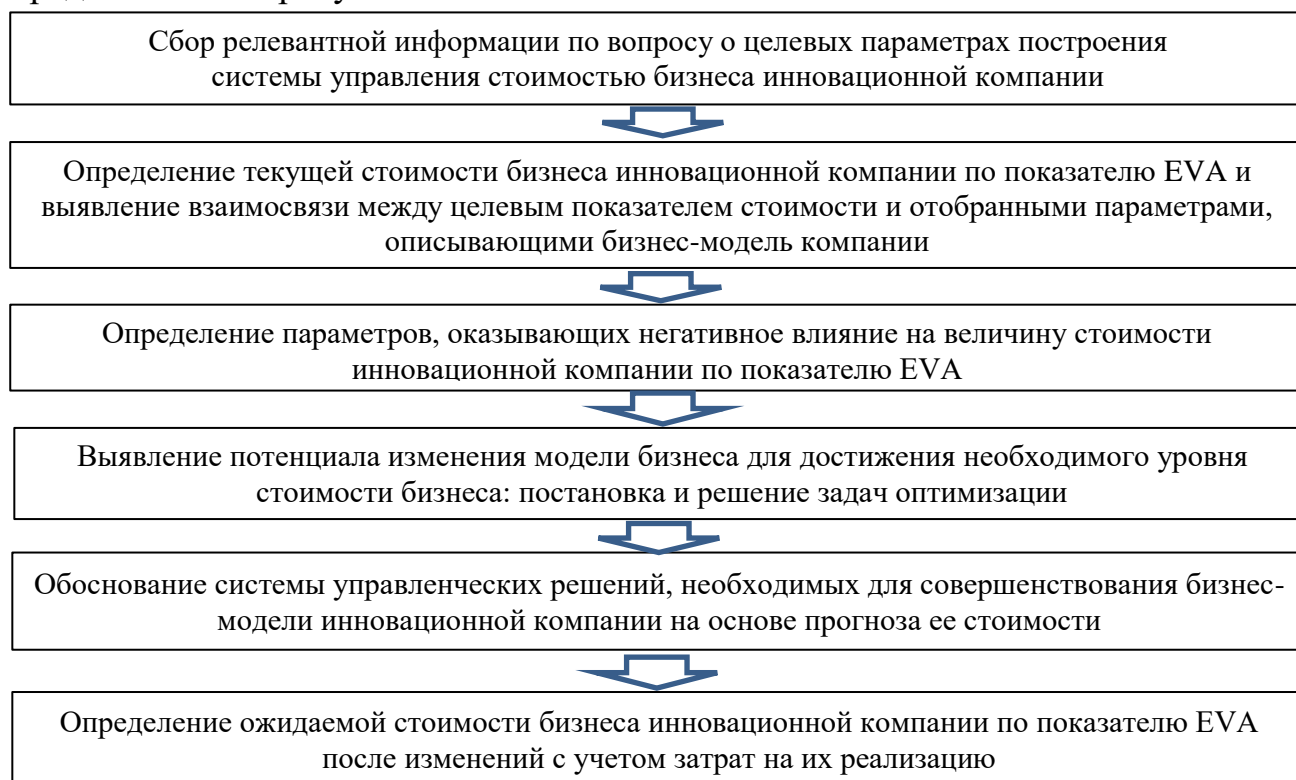 Сбор релевантной информации по вопросу о целевых параметрах построения
системы управления стоимостью бизнеса инновационной компании
Определение текущей стоимости бизнеса инновационной компании по показателю EVA и
выявление взаимосвязи между целевым показателем стоимости и отобранными параметрами,
описывающими бизнес-модель компании
Определение параметров, оказывающих негативное влияние на величину стоимости
инновационной компании по показателю EVA
Выявление потенциала изменения модели бизнеса для достижения необходимого уровня
стоимости бизнеса: постановка и решение задач оптимизации
Обоснование системы управленческих решений, необходимых для совершенствования бизнес-
модели инновационной компании на основе прогноза ее стоимости
Определение ожидаемой стоимости бизнеса инновационной компании по показателю EVA
после изменений с учетом затрат на их реализацию